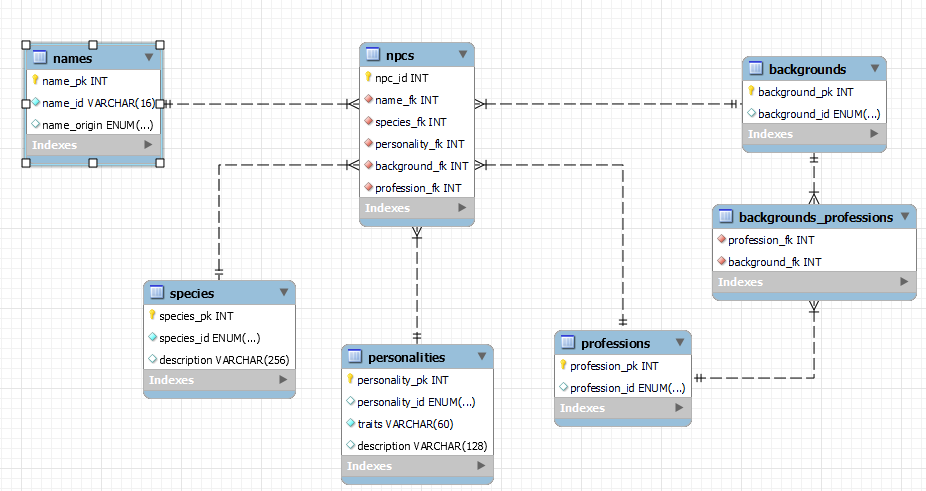 names
name_pk INT
name_id VARCHAR(16)
name_origin ENUM(...)
Indexes
npcs
npc_id INT
name_fk INT
species_fk INT
personality_fk INT
background_fk INT
profession_fk INT
Indexes
backgrounds
background_pk INT
background_id ENUM(...)
Indexes
backgrounds_professions
profession_fk INT
background_fk INT
Indexes
species
species_pk INT
species_id ENUM(...)
description VARCHAR(256)
Indexes
personalities
personality_pk INT
personality_id ENUM(...)
traits VARCHAR(60)
description VARCHAR(128)
Indexes
professions
profession_pk INT
profession_id ENUM(...)
Indexes